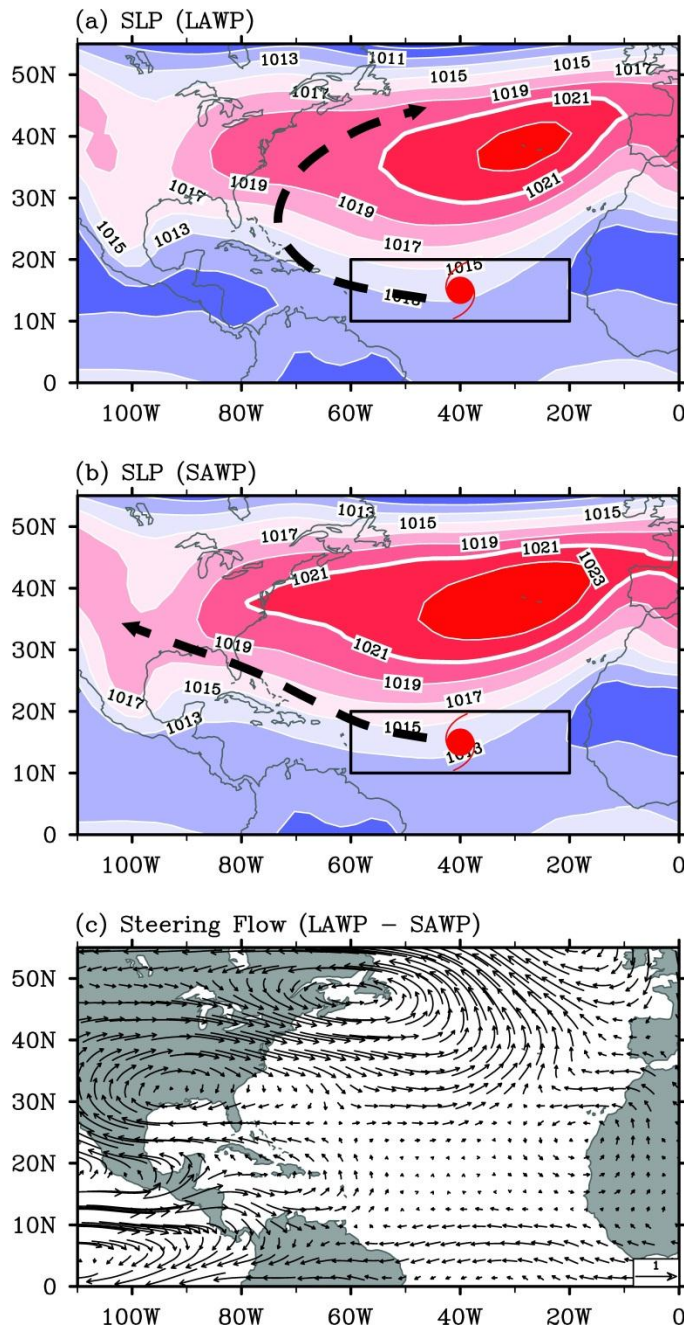 (a) SLP (LAWP)
1013 1011
50N 1015 1015 1017
1017 1019 1021
40N
1021
30N 1017 1019
1019
1015 1013 1017
20N 1015
1013
10N
0
100W 80W 60W 40W 20W 0
(b) SLP (SAWP)
1013
50N 1017 1015 1015
1019 1021
1021 1023
40N
30N 1019 1021
1019
1017 1015 1017
20N 1013 1015
1013
10N
0
100W 80W 60W 40W 20W 0
(c) Steering Flow (LAWP - SAWP)
50N
40N
30N
20N
10N
1
0
100W 80W 60W 40W 20W 0